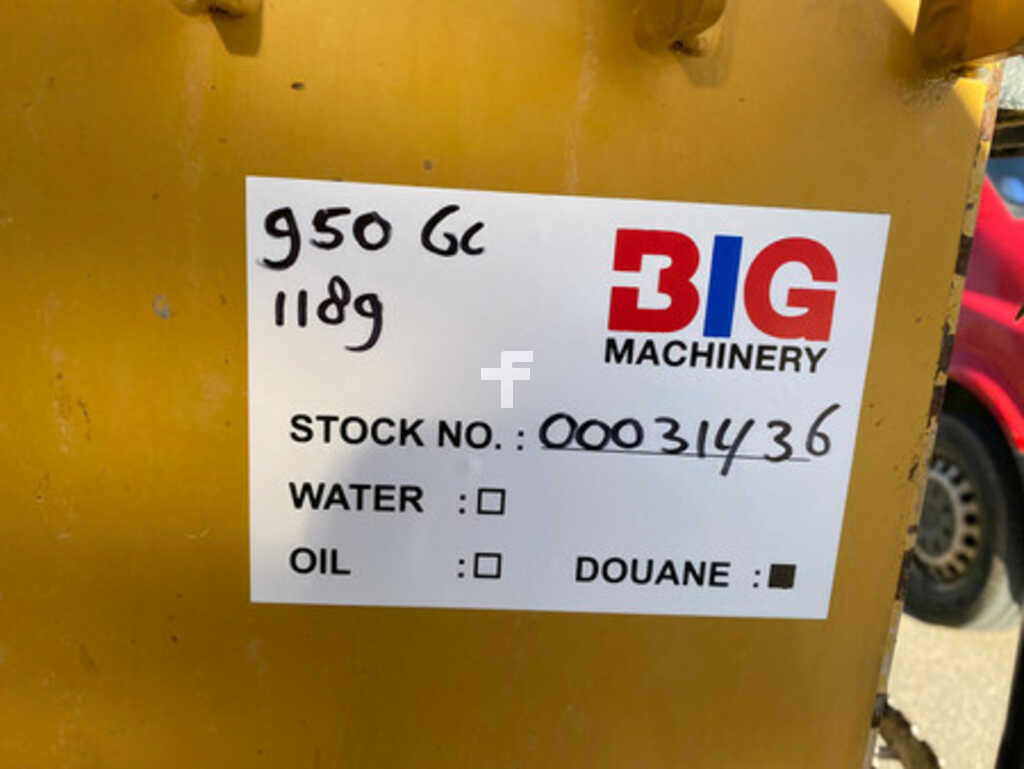 950 GC
1189
BIG
MACHINERY
STOCK NO. : 00031436
WATER : ☐
OIL : ☐ DOUANE : ■